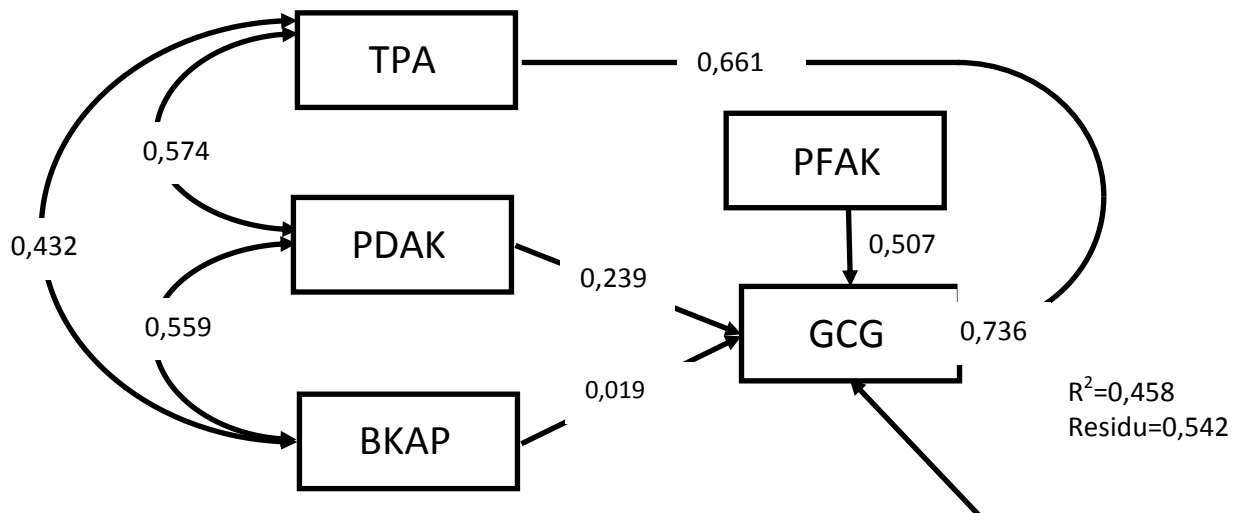 TPA
0,661
0,574
PFAK
0,432
PDAK
0,507
0,239
0,559
GCG
0,736
0,019
R²=0,458
Residu=0,542
BKAP